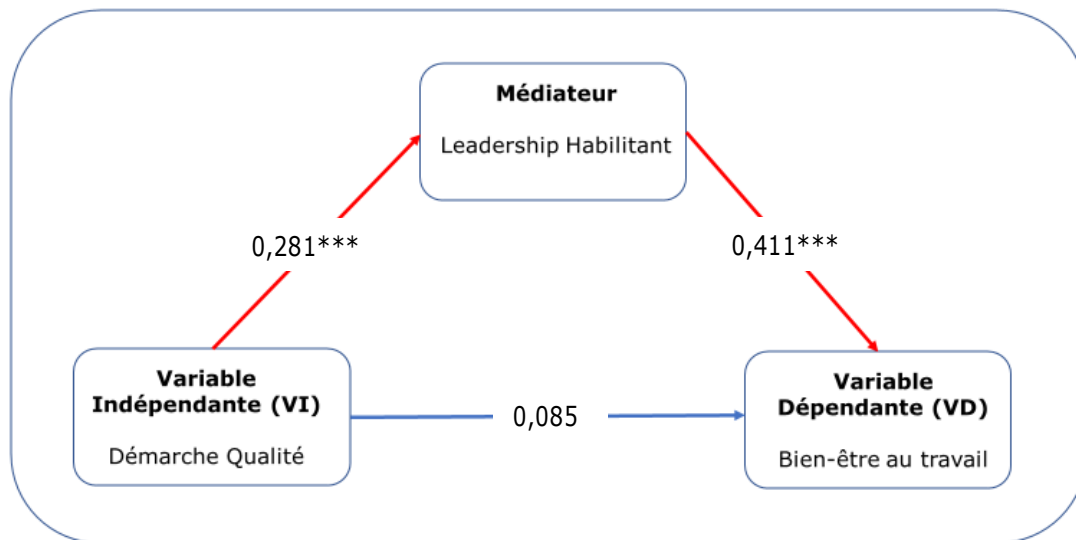 Médiateur
Leadership Habilitant
0,281***
0,411***
Variable
Indépendante (VI)
Démarche Qualité
0,085
Variable
Dépendante (VD)
Bien-être au travail